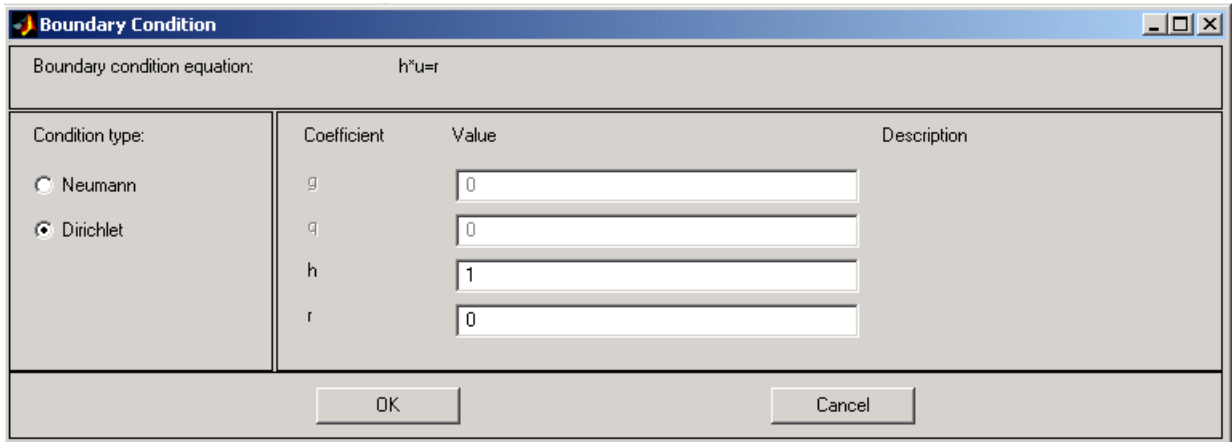 Boundary Condition
Boundary condition equation: h*u=r
Condition type: Coefficient Value Description
Neumann g 0
Dirichlet q 0
h 1
r 0
OK Cancel